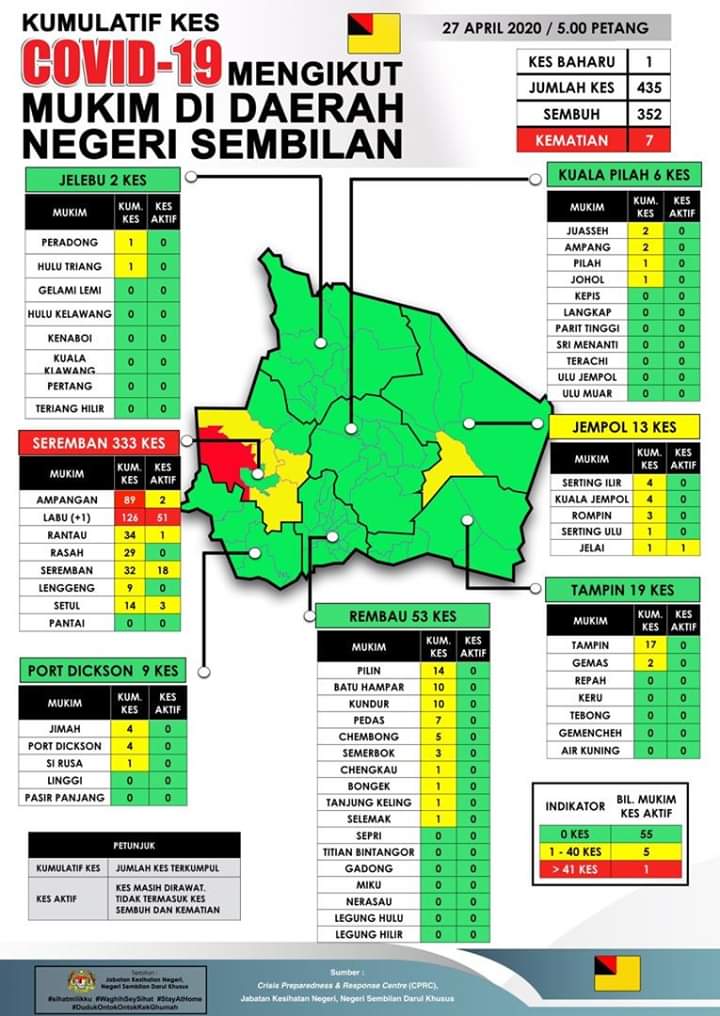 KUMULATIF KES
COVID-19 MENGIKUT
MUKIM DI DAERAH
NEGERI SEMBILAN
27 APRIL 2020 / 5.00 PETANG
KES BAHARU 1
JUMLAH KES 435
SEMBUH 352
KEMATIAN 7
JELEBU 2 KES
MUKIM KUM. KES KES AKTIF
PERADONG 1 0
HULU TRIANG 1 0
GELAMI LEMI 0 0
HULU KELAWANG 0 0
KENABOI 0 0
KUALA KLAWANG 0 0
PERTANG 0 0
TERIANG HILIR 0 0
KUALA PILAH 6 KES
MUKIM KUM. KES KES AKTIF
JUASSEH 2 0
AMPANG 2 0
PILAH 1 0
JOHOL 1 0
KEPIS 0 0
LANGKAP 0 0
PARIT TINGGI 0 0
SRI MENANTI 0 0
TERACHI 0 0
ULU JEMPOL 0 0
ULU MUAR 0 0
SEREMBAN 333 KES
MUKIM KUM. KES KES AKTIF
AMPANGAN 89 2
LABU (+1) 126 51
RANTAU 34 1
RASAH 29 0
SEREMBAN 32 18
LENGGENG 9 0
SETUL 14 3
PANTAI 0 0
JEMPOL 13 KES
MUKIM KUM. KES KES AKTIF
SERTING ILIR 4 0
KUALA JEMPOL 4 0
ROMPIN 3 0
SERTING ULU 1 0
JELAI 1 1
TAMPIN 19 KES
MUKIM KUM. KES KES AKTIF
TAMPIN 17 0
GEMAS 2 0
REPAH 0 0
KERU 0 0
TEBONG 0 0
GEMENCHEH 0 0
AIR KUNING 0 0
REMBAU 53 KES
MUKIM KUM. KES KES AKTIF
PILIN 14 0
BATU HAMPAR 10 0
KUNDUR 10 0
PEDAS 7 0
CHEMBONG 5 0
SEMERBOK 3 0
CHENGKAU 1 0
BONGEK 1 0
TANJUNG KELING 1 0
SELEMAK 1 0
SEPRI 0 0
TITIAN BINTANGOR 0 0
GADONG 0 0
MIKU 0 0
NERASAU 0 0
LEGUNG HULU 0 0
LEGUNG HILIR 0 0
PORT DICKSON 9 KES
MUKIM KUM. KES KES AKTIF
JIMAH 4 0
PORT DICKSON 4 0
SI RUSA 1 0
LINGGI 0 0
PASIR PANJANG 0 0
INDIKATOR BIL. MUKIM KES AKTIF
0 KES 55
1 - 40 KES 5
> 41 KES 1
PETUNJUK
KUMULATIF KES JUMLAH KES TERKUMPUL
KES AKTIF KES MASIH DIRAWAT.
TIDAK TERMASUK KES
SEMBUH DAN KEMATIAN
Terbitan :
Jabatan Kesihatan Negeri,
Negeri Sembilan Darul Khusus
#sihatmilikku #WaghihSeySihat #StayAtHome
#DudukOntokOntokKekGhumah
Sumber :
Crisis Preparedness & Response Centre (CPRC),
Jabatan Kesihatan Negeri, Negeri Sembilan Darul Khusus